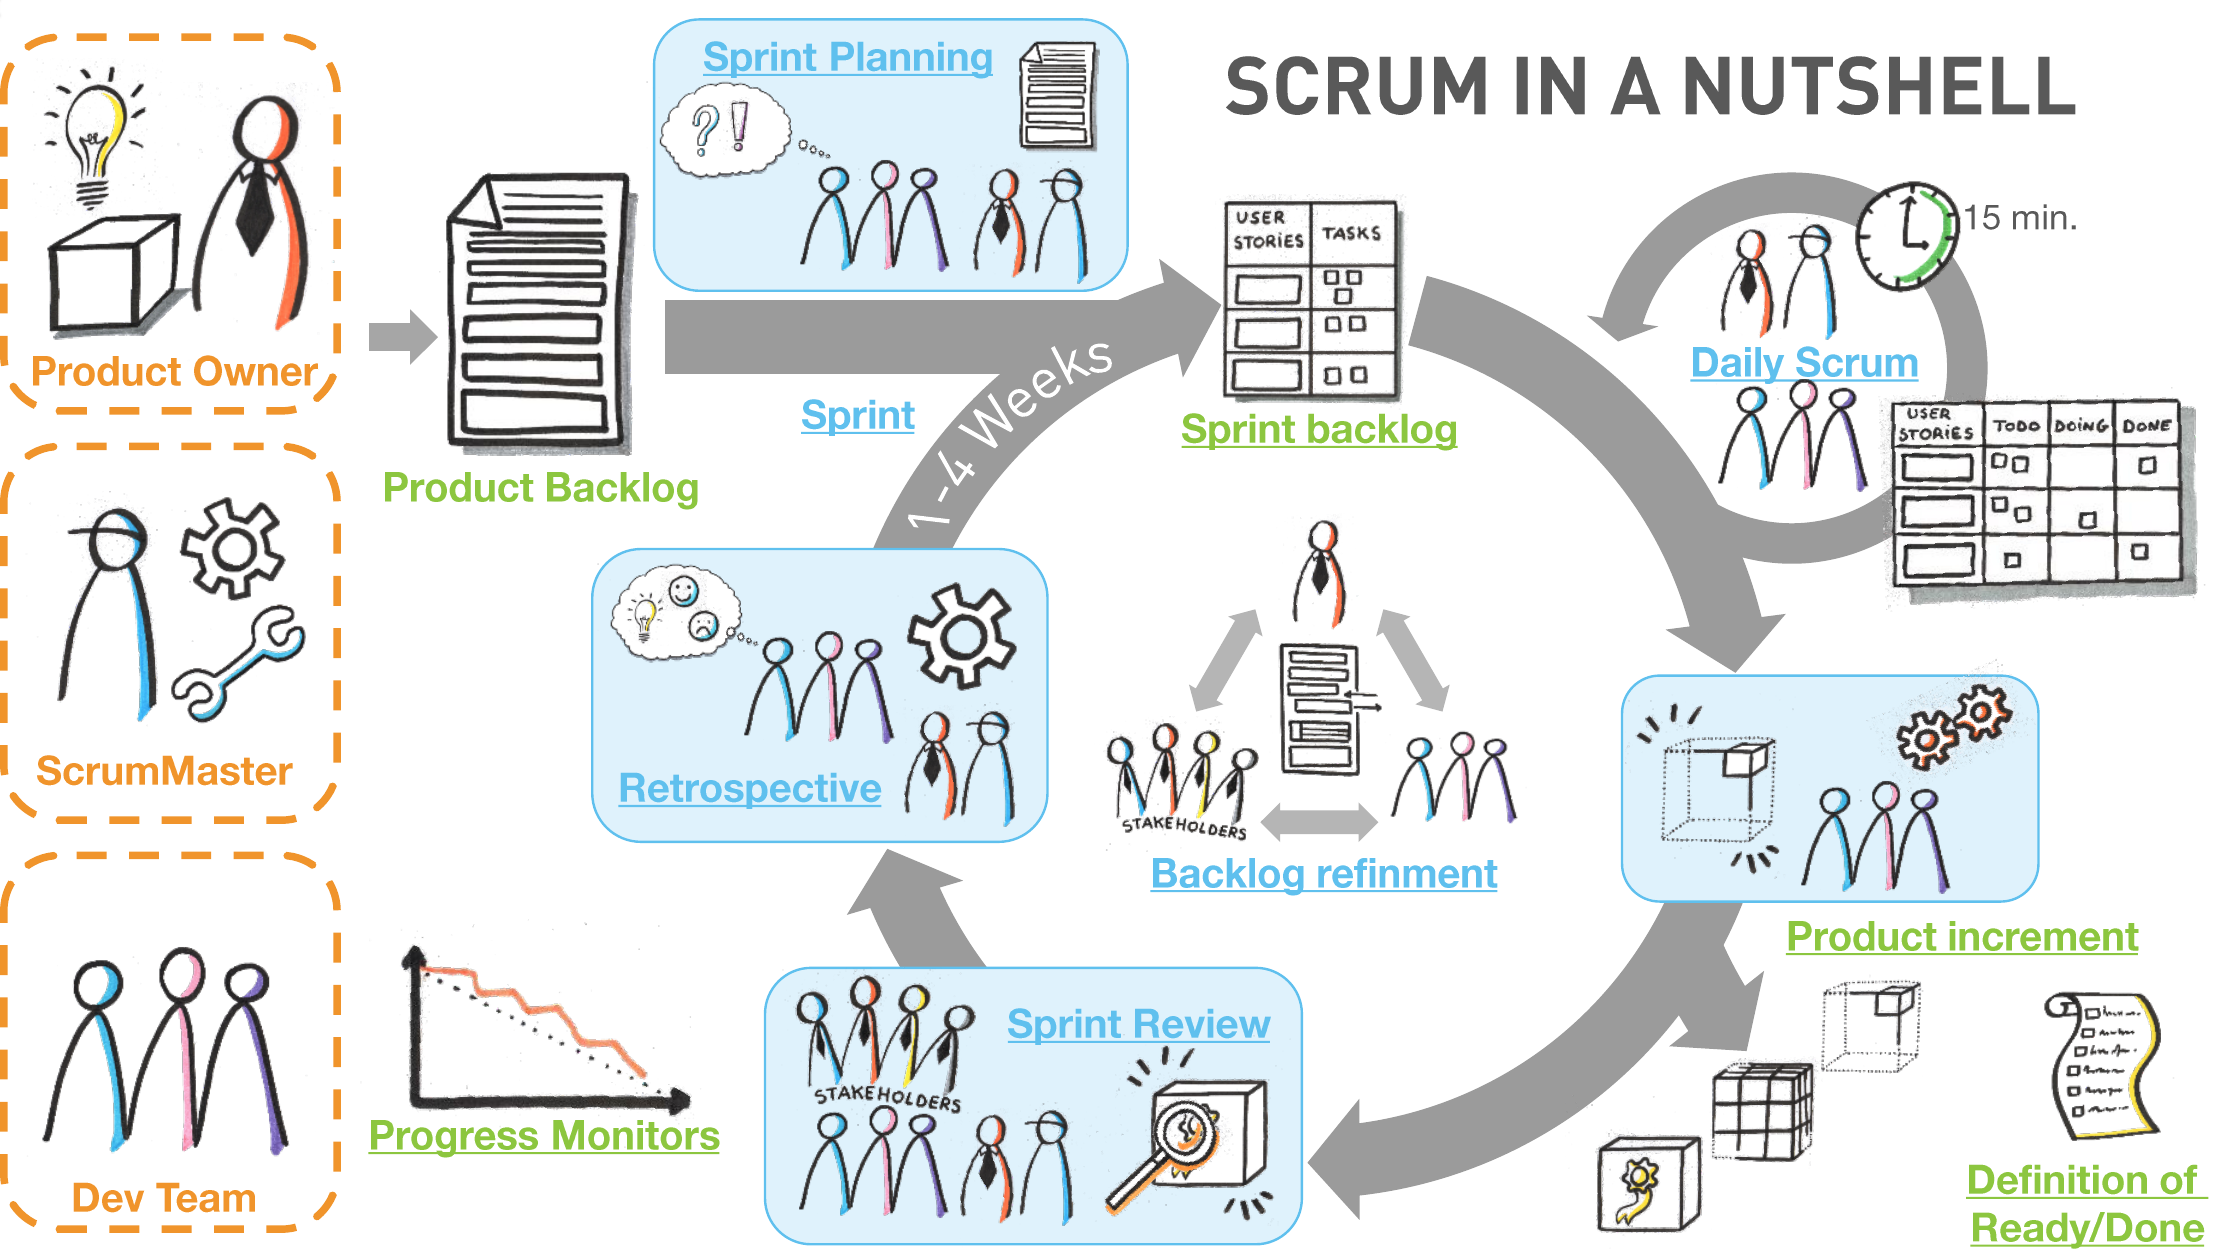 SCRUM IN A NUTSHELL
Sprint Planning
Product Owner
Product Backlog
Sprint
1-4 Weeks
USER
STORIES
TASKS
Sprint backlog
15 min.
Daily Scrum
USER
STORIES
TODO
DOING
DONE
ScrumMaster
Retrospective
STAKEHOLDERS
Backlog refinment
Product increment
Dev Team
Progress Monitors
Sprint Review
STAKEHOLDERS
Definition of
Ready/Done